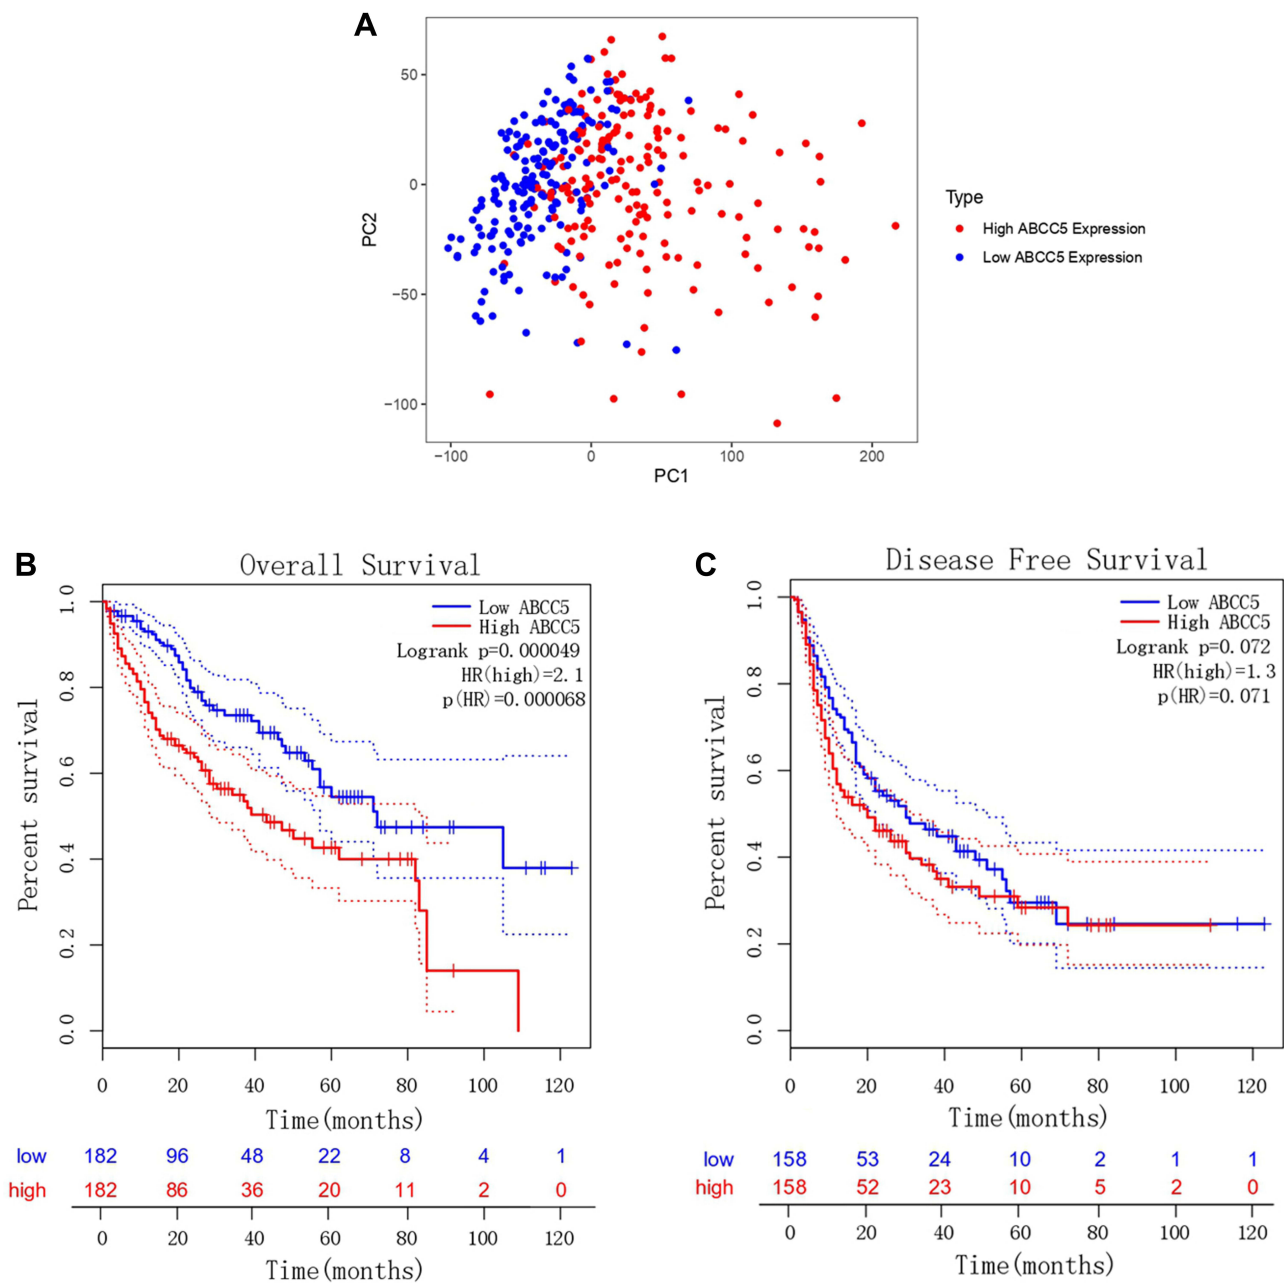 A
50
0
−50
−100
PC2
−100 0 100 200
PC1
Type
High ABCC5 Expression
Low ABCC5 Expression
B
Overall Survival
Low ABCC5
High ABCC5
Logrank p=0.000049
HR(high)=2.1
p(HR)=0.000068
Percent survival
1.0
0.8
0.6
0.4
0.2
0.0
0 20 40 60 80 100 120
Time(months)
low 182 96 48 22 8 4 1
high 182 86 36 20 11 2 0
0 20 40 60 80 100 120
Time(months)
C
Disease Free Survival
Low ABCC5
High ABCC5
Logrank p=0.072
HR(high)=1.3
p(HR)=0.071
Percent survival
1.0
0.8
0.6
0.4
0.2
0.0
0 20 40 60 80 100 120
Time(months)
low 158 53 24 10 2 1 1
high 158 52 23 10 5 2 0
0 20 40 60 80 100 120
Time(months)